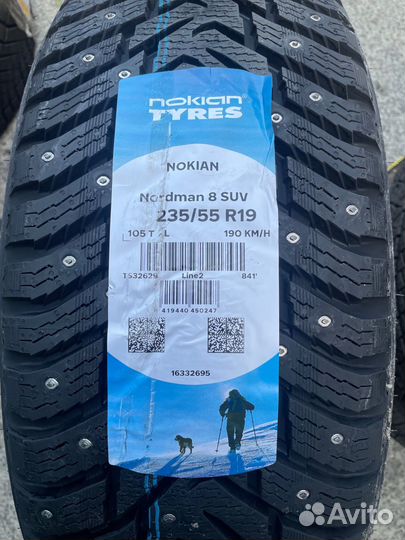 nokian
TYRES
NOKIAN
Nordman 8 SUV
235/55 R19
105 T XL 190 KM/H
T532629 Line2 841'
419440 450247
16332695
Avito